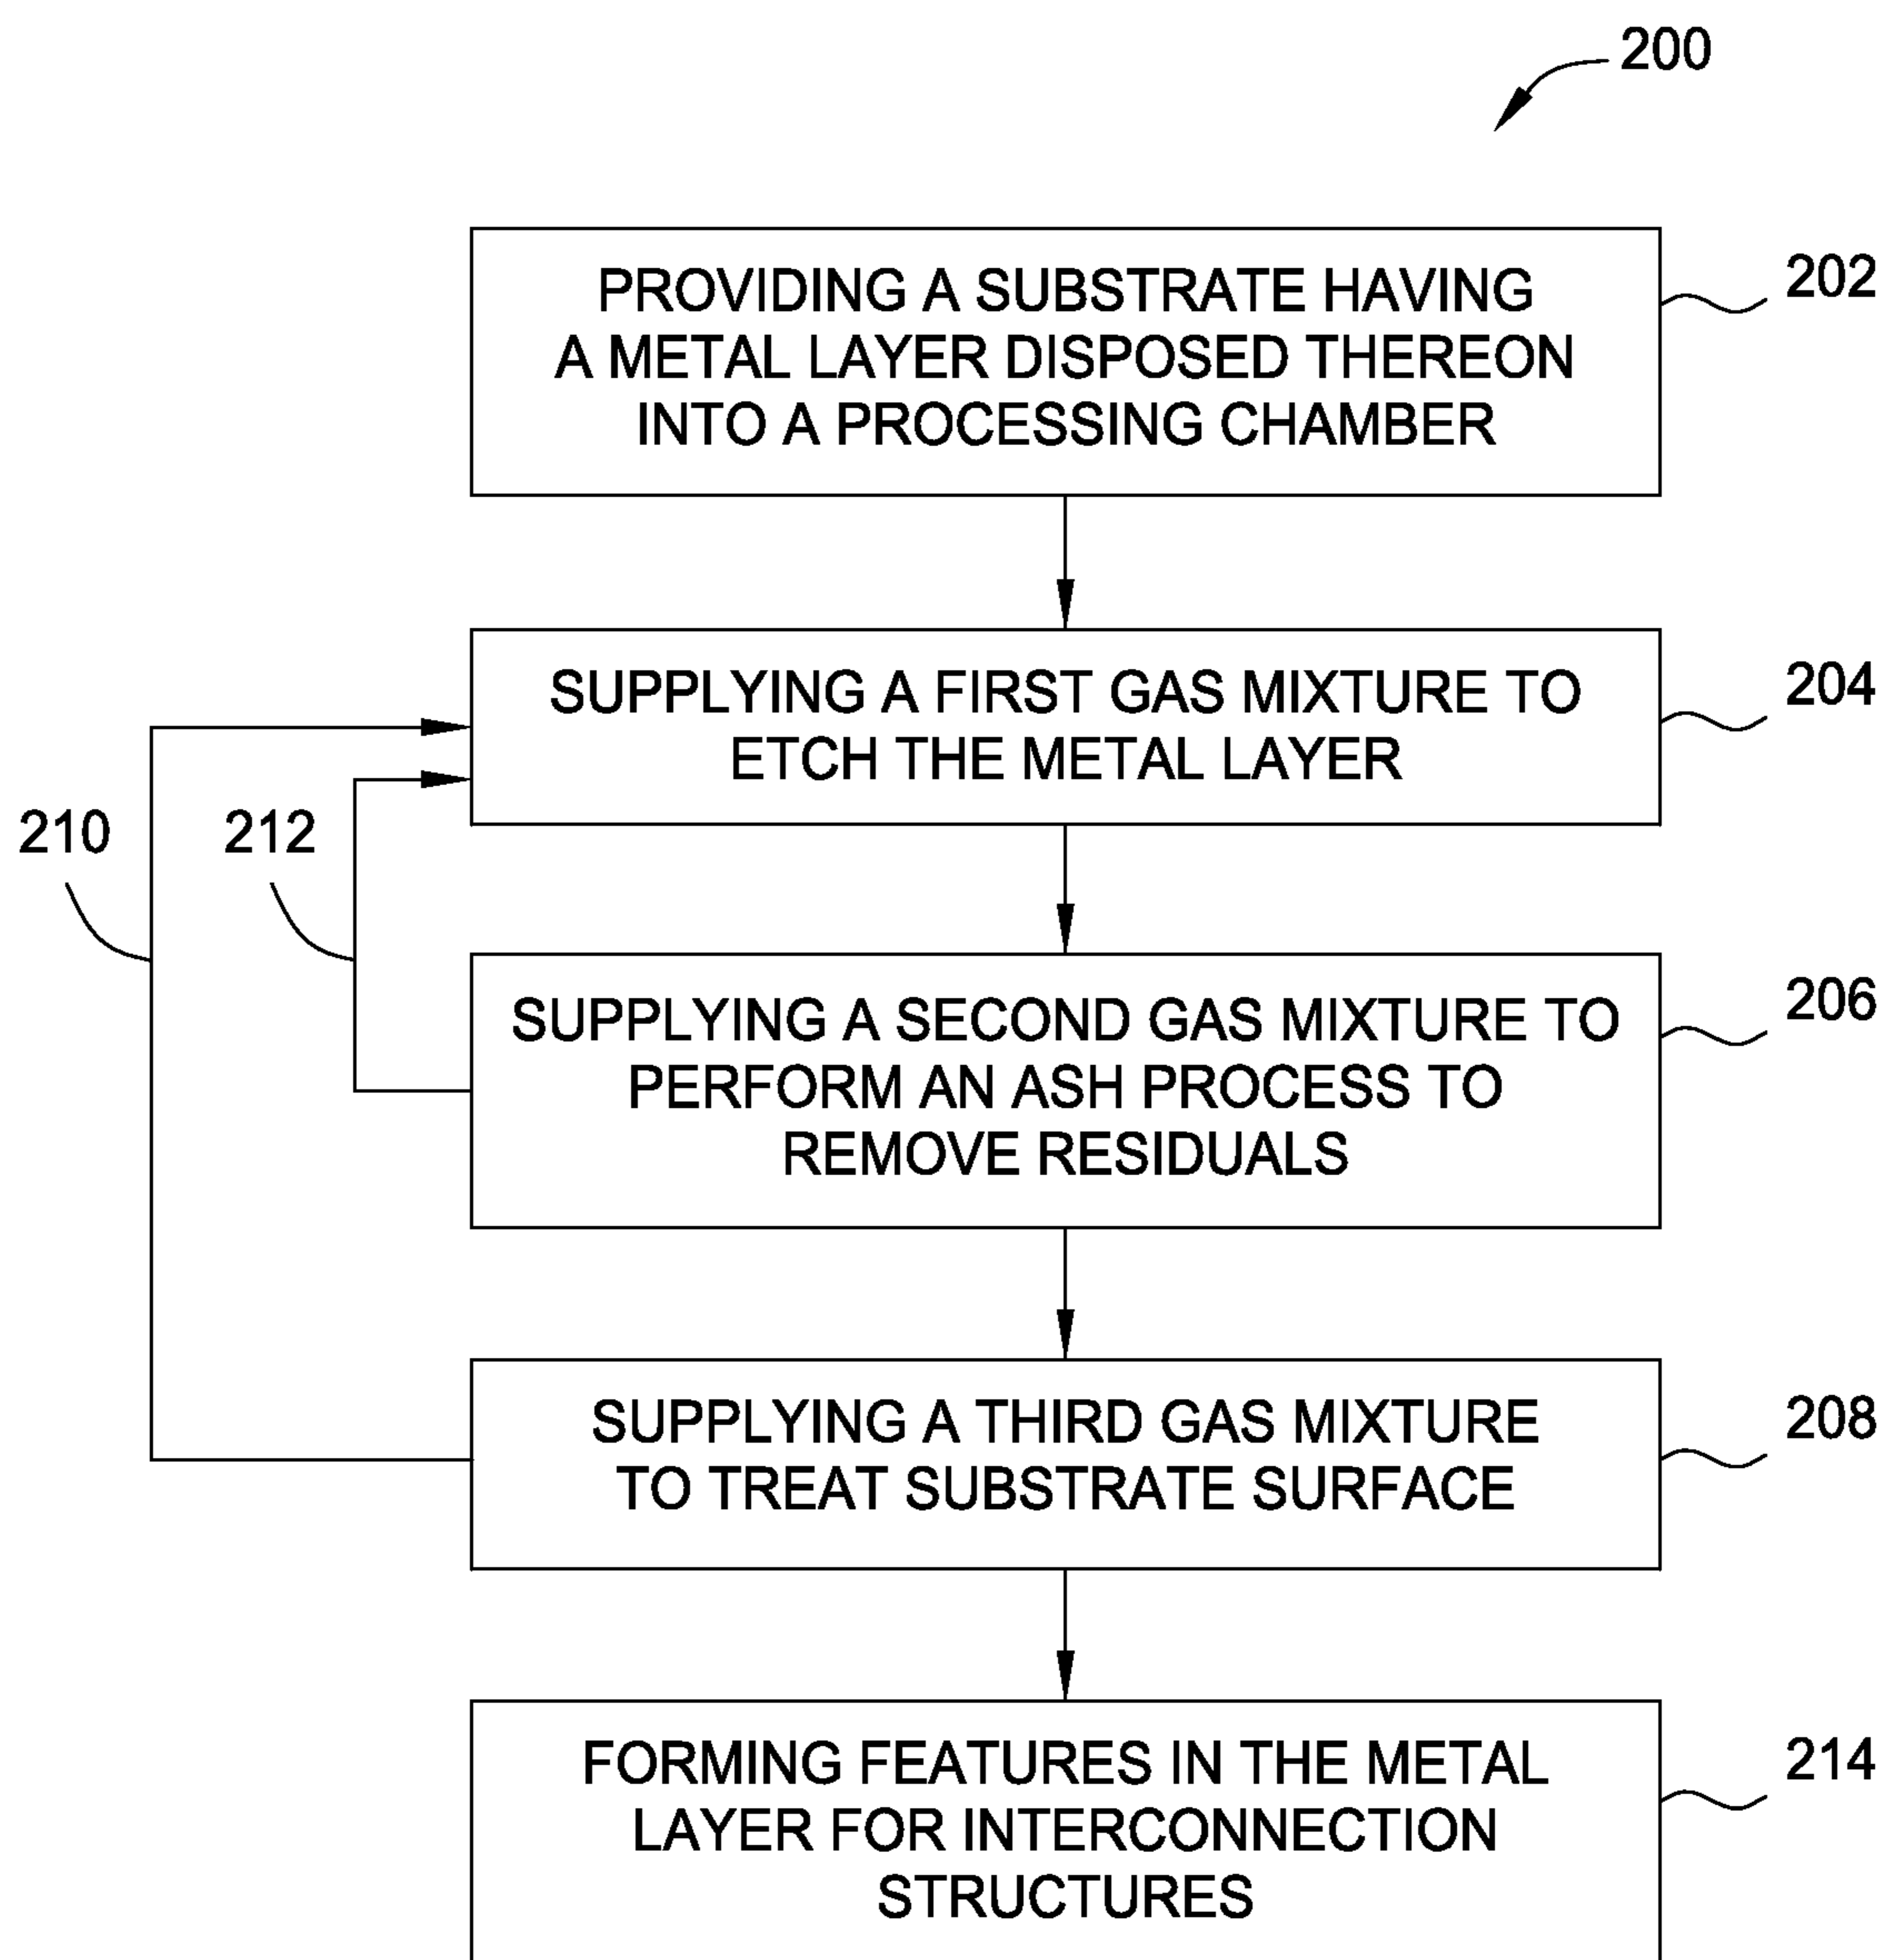 200
PROVIDING A SUBSTRATE HAVING
A METAL LAYER DISPOSED THEREON
INTO A PROCESSING CHAMBER
202
SUPPLYING A FIRST GAS MIXTURE TO
ETCH THE METAL LAYER
204
210
212
SUPPLYING A SECOND GAS MIXTURE TO
PERFORM AN ASH PROCESS TO
REMOVE RESIDUALS
206
SUPPLYING A THIRD GAS MIXTURE
TO TREAT SUBSTRATE SURFACE
208
FORMING FEATURES IN THE METAL
LAYER FOR INTERCONNECTION
STRUCTURES
214